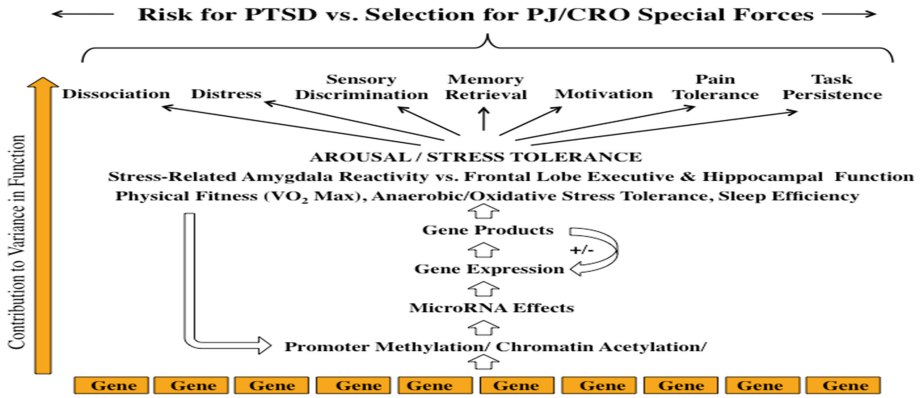 Risk for PTSD vs. Selection for PJ/CRO Special Forces
Dissociation Distress Sensory Discrimination Memory Retrieval Motivation Pain Tolerance Task Persistence
AROUSAL / STRESS TOLERANCE
Stress-Related Amygdala Reactivity vs. Frontal Lobe Executive & Hippocampal Function
Physical Fitness (VO2 Max), Anaerobic/Oxidative Stress Tolerance, Sleep Efficiency
Gene Products
+/-
Gene Expression
MicroRNA Effects
Promoter Methylation/ Chromatin Acetylation/
Gene Gene Gene Gene Gene Gene Gene Gene Gene Gene
Contribution to Variance in Function